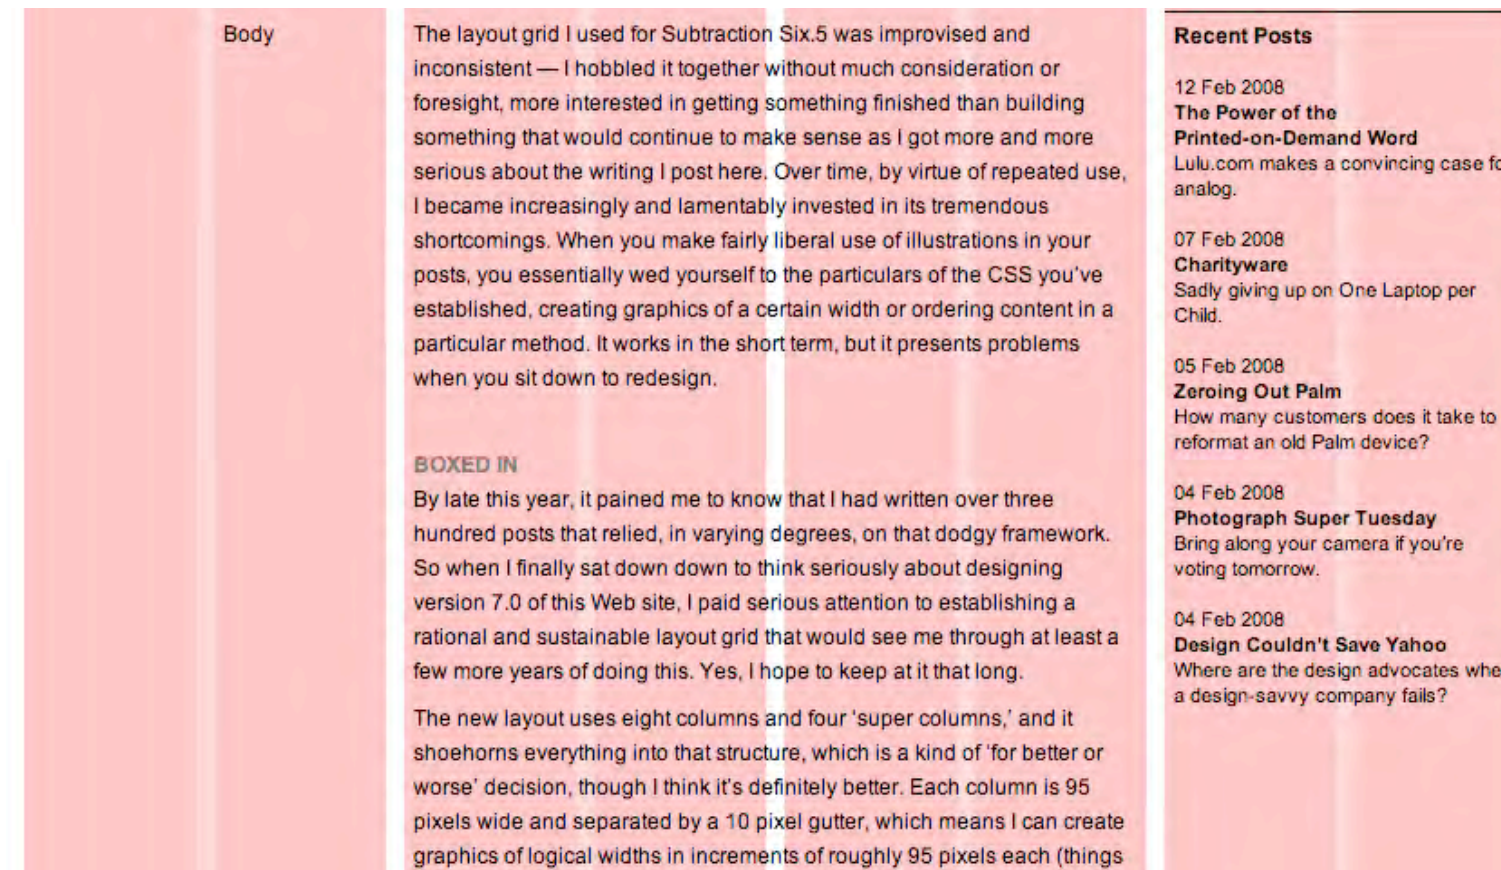 Body
The layout grid I used for Subtraction Six.5 was improvised and
inconsistent — I hobbled it together without much consideration or
foresight, more interested in getting something finished than building
something that would continue to make sense as I got more and more
serious about the writing I post here. Over time, by virtue of repeated use,
I became increasingly and lamentably invested in its tremendous
shortcomings. When you make fairly liberal use of illustrations in your
posts, you essentially wed yourself to the particulars of the CSS you've
established, creating graphics of a certain width or ordering content in a
particular method. It works in the short term, but it presents problems
when you sit down to redesign.
BOXED IN
By late this year, it pained me to know that I had written over three
hundred posts that relied, in varying degrees, on that dodgy framework.
So when I finally sat down down to think seriously about designing
version 7.0 of this Web site, I paid serious attention to establishing a
rational and sustainable layout grid that would see me through at least a
few more years of doing this. Yes, I hope to keep at it that long.
The new layout uses eight columns and four 'super columns,' and it
shoehorns everything into that structure, which is a kind of 'for better or
worse' decision, though I think it's definitely better. Each column is 95
pixels wide and separated by a 10 pixel gutter, which means I can create
graphics of logical widths in increments of roughly 95 pixels each (things
Recent Posts
12 Feb 2008
The Power of the
Printed-on-Demand Word
Lulu.com makes a convincing case
analog.
07 Feb 2008
Charityware
Sadly giving up on One Laptop per
Child.
05 Feb 2008
Zeroing Out Palm
How many customers does it take to
reformat an old Palm device?
04 Feb 2008
Photograph Super Tuesday
Bring along your camera if you're
voting tomorrow.
04 Feb 2008
Design Couldn't Save Yahoo
Where are the design advocates
a design-savvy company fails?